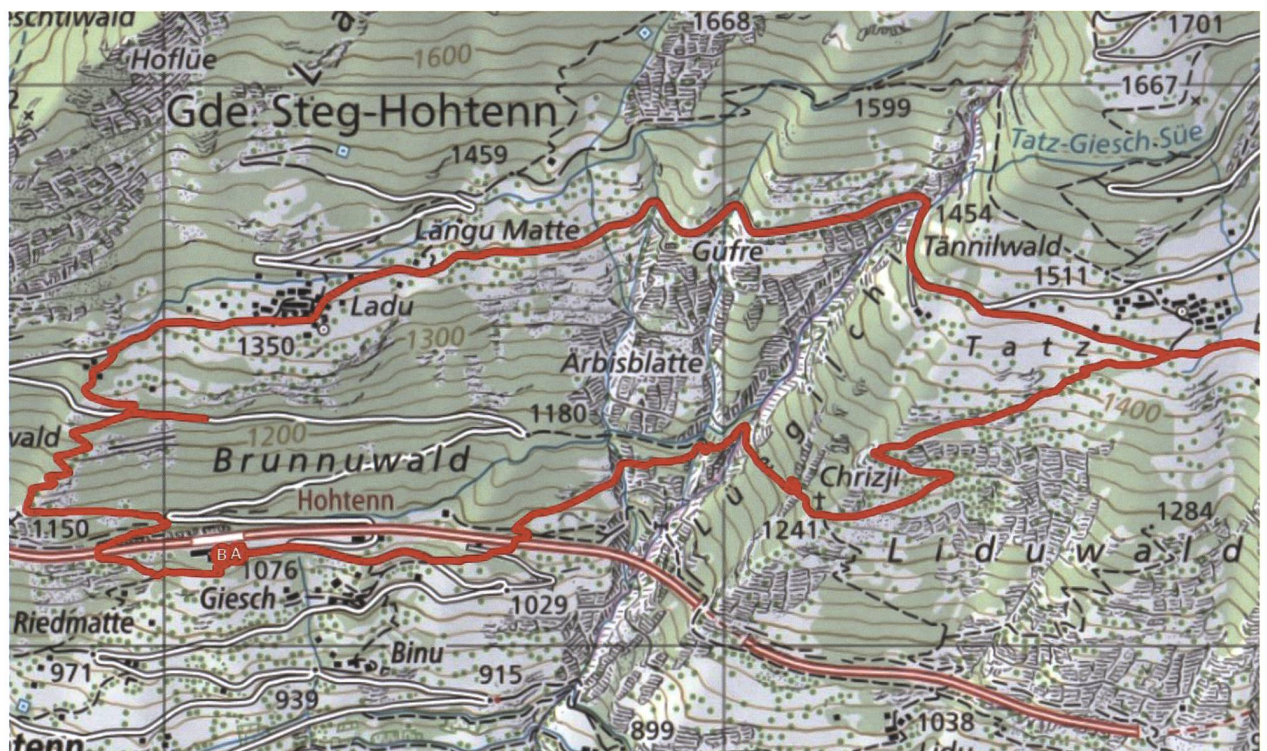 eschtiwald
Hoflüe
1668
1701
1600
L
a
Gde: Steg-Hohtenn
1667
1599
1459
Tatz-Giesch-Süe
Längu Matte
1454
Gufre
Tännilwald
1511
Ladu
1350
1300
Arbisblatte
T a t z
1400
1180
vald
1200
Brunnuwald
Hohtenn
Chrizji
L ü g i l c h
1150
1241
1284
L i d u w a l d
B A
1076
Giesch
1029
Riedmatte
Binu
971
939
915
899
1038
tenn